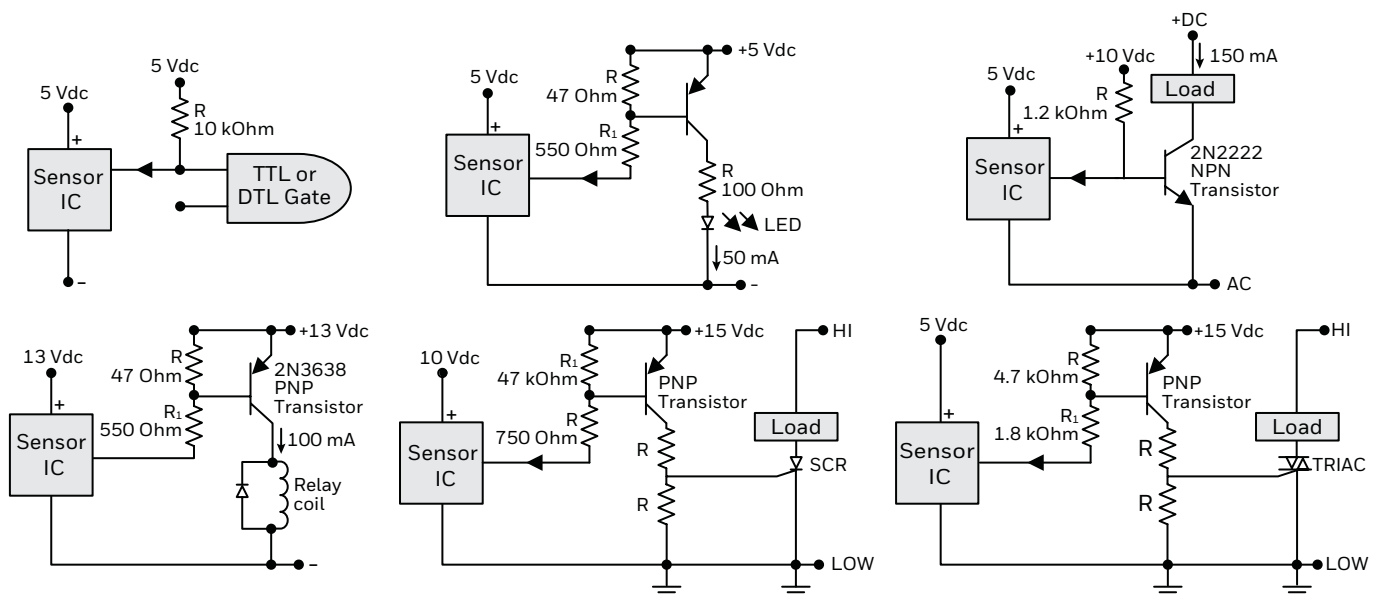 5 Vdc
5 Vdc
+
R
10 kOhm
Sensor
IC
TTL or
DTL Gate
-
+5 Vdc
5 Vdc
+
R
47 Ohm
R1
550 Ohm
Sensor
IC
R
100 Ohm
LED
50 mA
-
+DC
150 mA
+10 Vdc
5 Vdc
+
R
1.2 kOhm
Load
Sensor
IC
2N2222
NPN
Transistor
AC
+13 Vdc
13 Vdc
+
R
47 Ohm
R1
550 Ohm
2N3638
PNP
Transistor
Sensor
IC
100 mA
Relay
coil
-
+15 Vdc
HI
10 Vdc
+
R1
47 kOhm
R
750 Ohm
PNP
Transistor
Sensor
IC
R
R
Load
SCR
LOW
+15 Vdc
HI
5 Vdc
+
R
4.7 kOhm
R1
1.8 kOhm
PNP
Transistor
Sensor
IC
R
R
Load
TRIAC
LOW